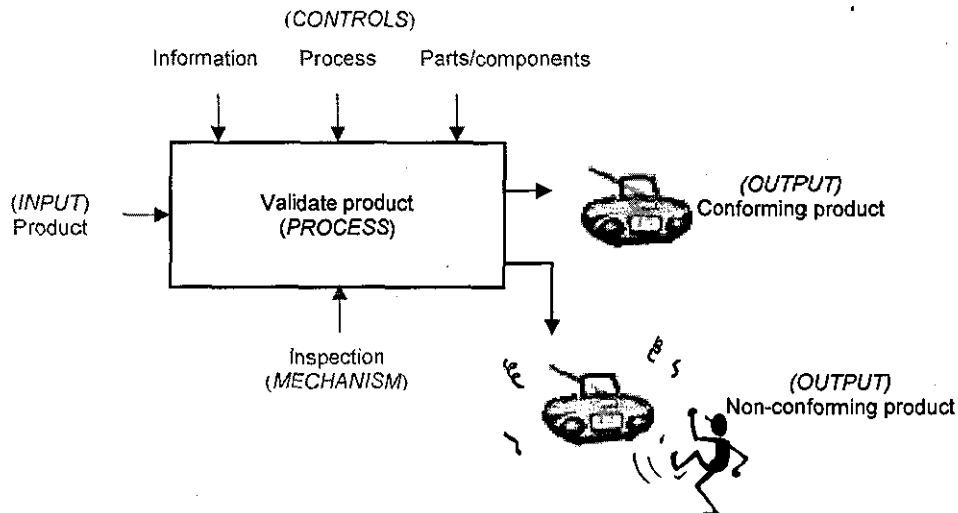 (CONTROLS)
Information Process Parts/components
(INPUT)
Product
Validate product
(PROCESS)
(OUTPUT)
Conforming product
Inspection
(MECHANISM)
(OUTPUT)
Non-conforming product